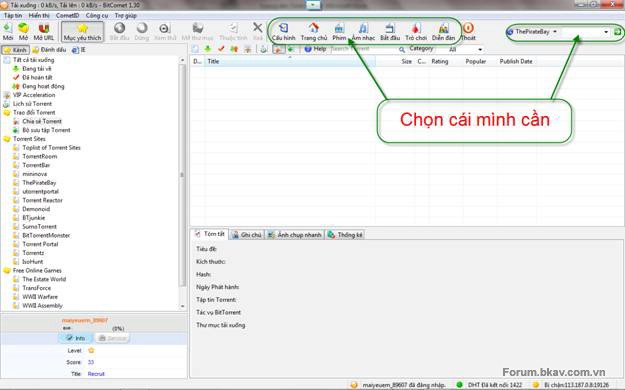 Tải xuống : 0 kB/s, Tải lên : 0 kB/s - BitComet 1.30
Tập tin Hiển thị CometID Công cụ Trợ giúp
Mới Mở Mở URL Mục yêu thích Bắt đầu Dừng Xem thử Mở thư mục Thuộc tính Xoá Cấu hình Trang chủ Phim Âm nhạc Bắt đầu Trò chơi Diễn đàn Thoát ThePirateBay
Kênh Đánh dấu IE
Help Search Torrent Category All
D... Title Size C... Rating Popular Publish Date
Tất cả tải xuống
Đang tải về
Đã hoàn tất
Đang hoạt động
VIP Acceleration
Lịch sử Torrent
Trao đổi Torrent
Chia sẻ Torrent
Bộ sưu tập Torrent
Torrent Sites
Toplist of Torrent Sites
TorrentRoom
TorrentBar
mininova
ThePirateBay
utorrentportal
Torrent Reactor
Demonoid
BTjunkie
SumoTorrent
BitTorrentMonster
Torrent Portal
Torrentz
IsoHunt
Free Online Games
The Estate World
TransForce
WWII Warfare
WWII Assembly
Chọn cái mình cần
Tóm tắt Ghi chú Ảnh chụp nhanh Thống kê
Tiêu đề:
Kích thước:
Hash:
Ngày Phát hành:
Tập tin Torrent:
Tác vụ BitTorrent
Thư mục tải xuống
maiyeuem_89607
(0%)
Info Service
Level:
Score: 33
Title: Recruit
Forum.bkav.com.vn
maiyeuem_89607 đã đăng nhập. DHT Đã kết nối 1422 Bị chặn:113.187.0.8:19126